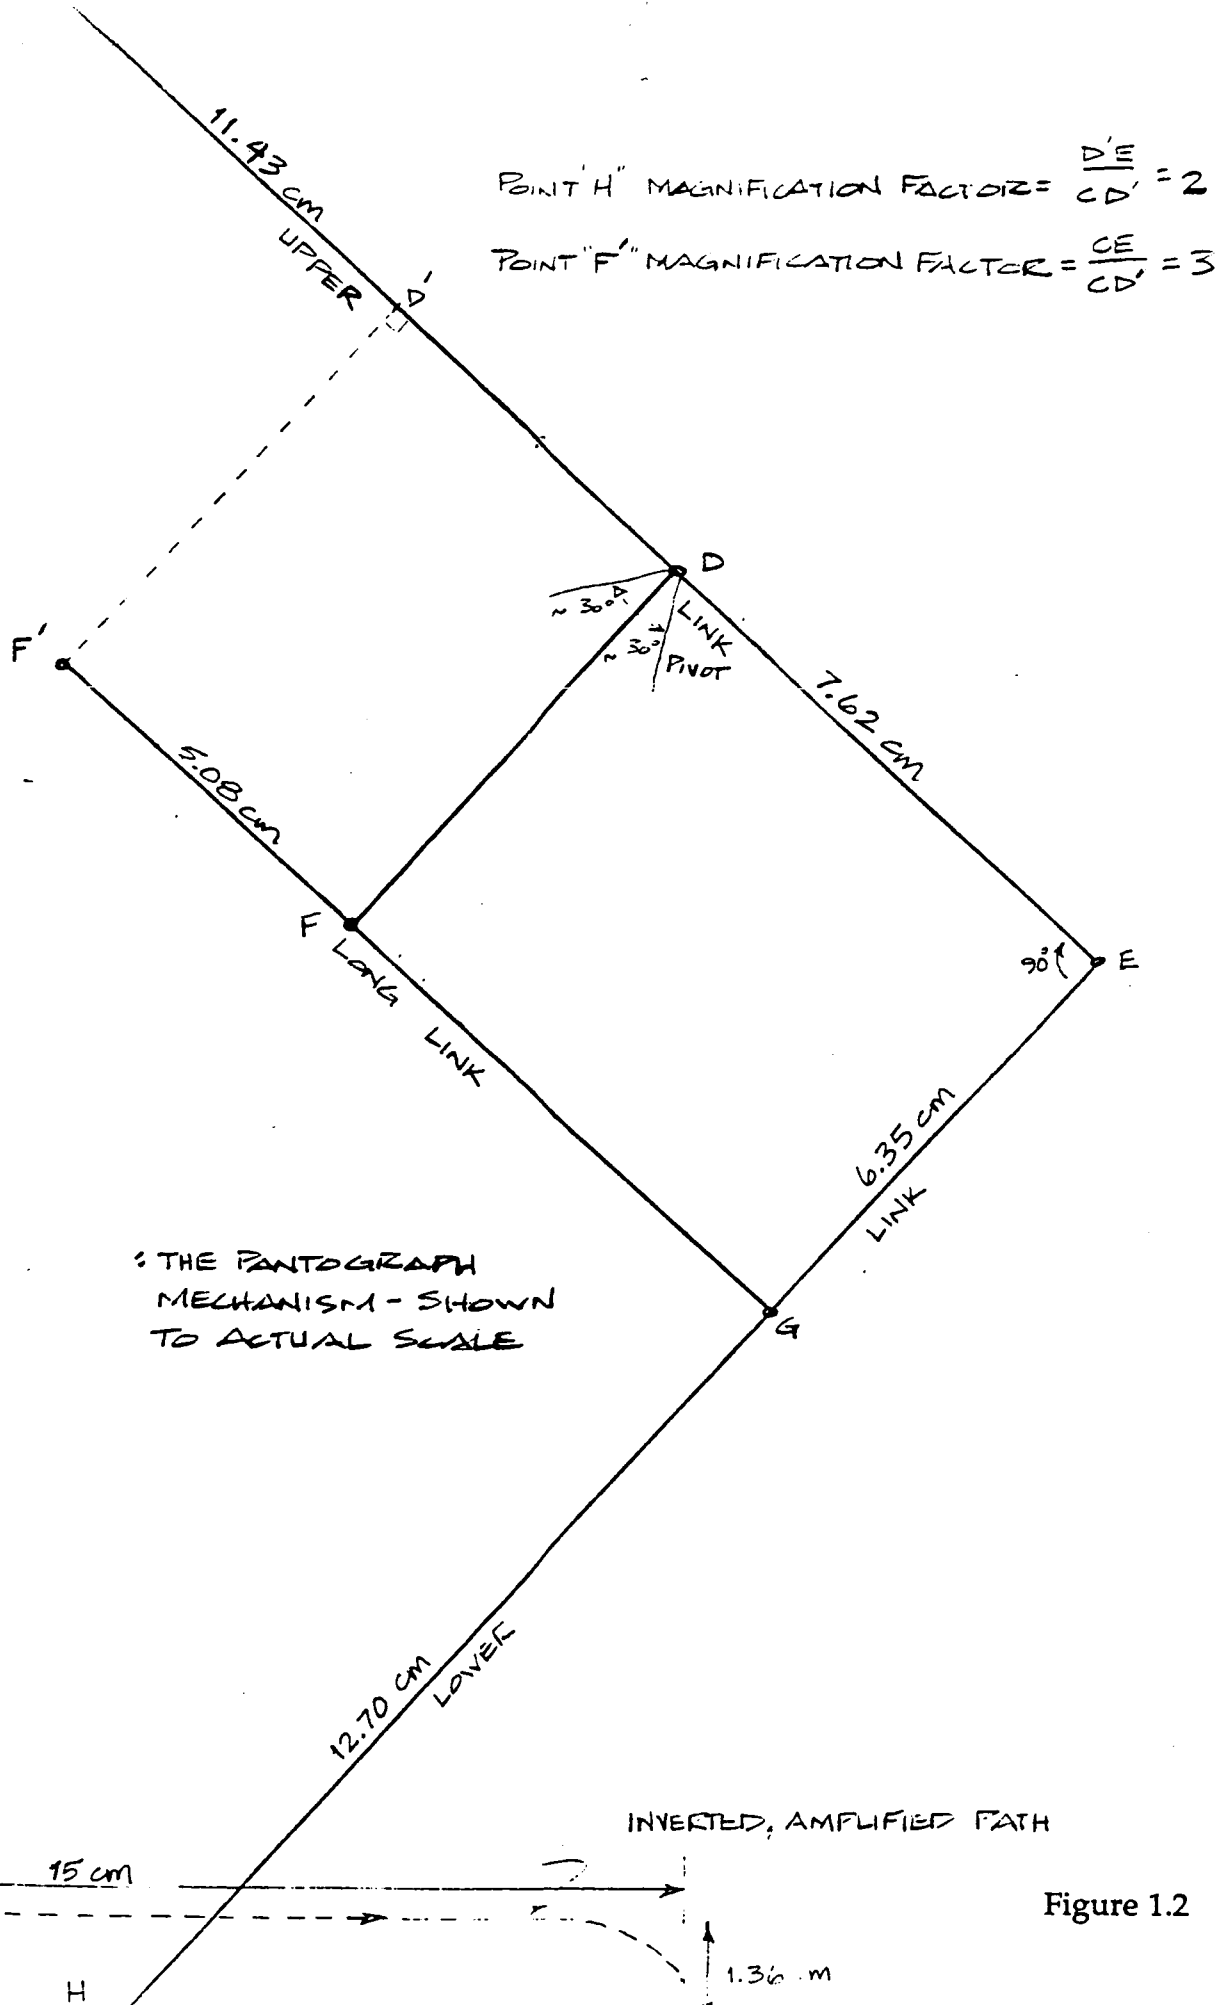 11.43 cm
UPPER
POINT "H" MAGNIFICATION FACTOR = D'E / CD' = 2
POINT "F'" MAGNIFICATION FACTOR = CE / CD' = 3
D'
D
~ 30°
~ 30°
LINK
PIVOT
F'
7.62 cm
5.08 cm
F
LONG LINK
90°
E
6.35 cm
LINK
: THE PANTOGRAPH
MECHANISM - SHOWN
TO ACTUAL SCALE
G
12.70 cm
LOWER
INVERTED, AMPLIFIED PATH
15 cm
Figure 1.2
H